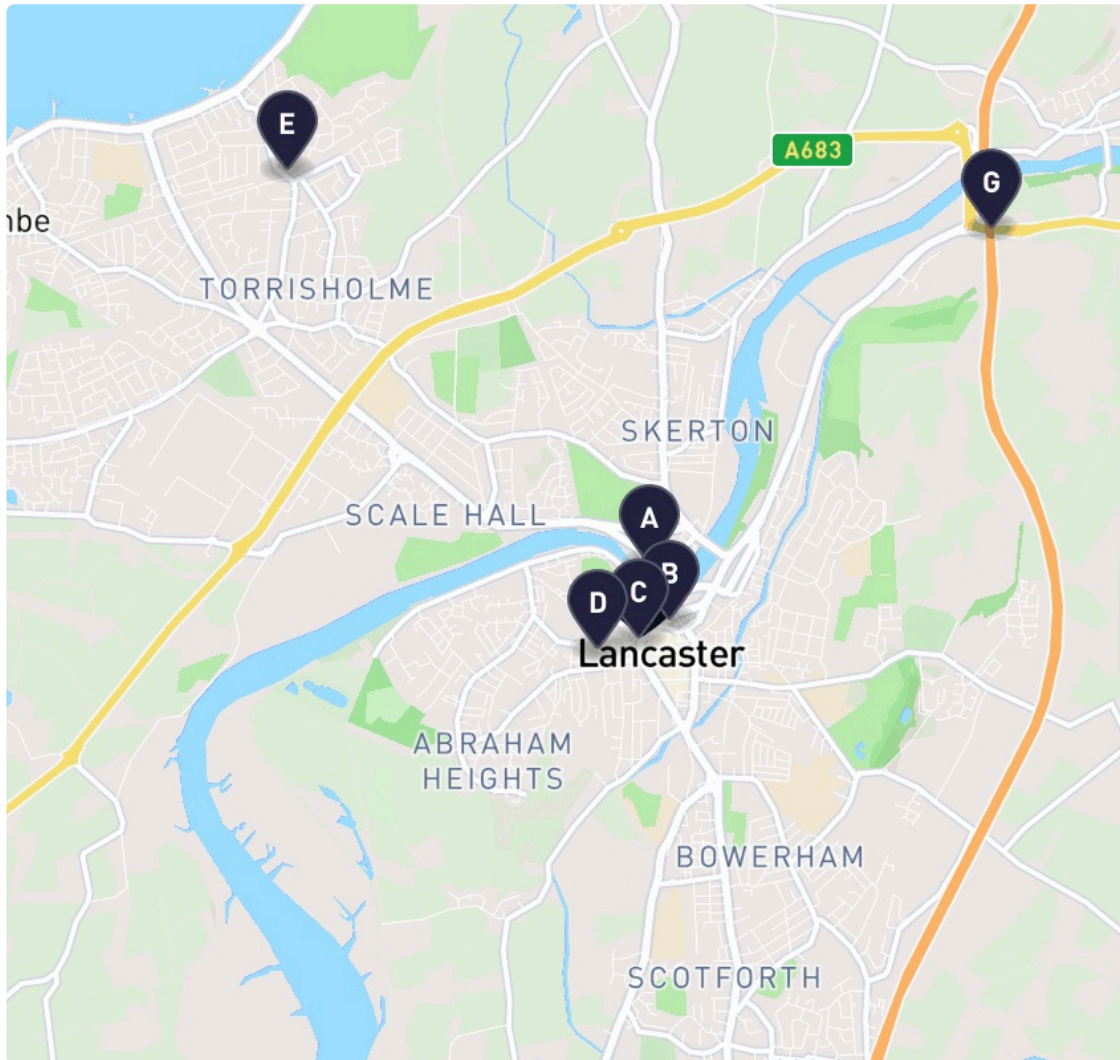 E
A683
G
nbe
TORRISHOLME
SKERTON
A
SCALE HALL
B
C
D
Lancaster
ABRAHAM
HEIGHTS
BOWERHAM
SCOTFORTH